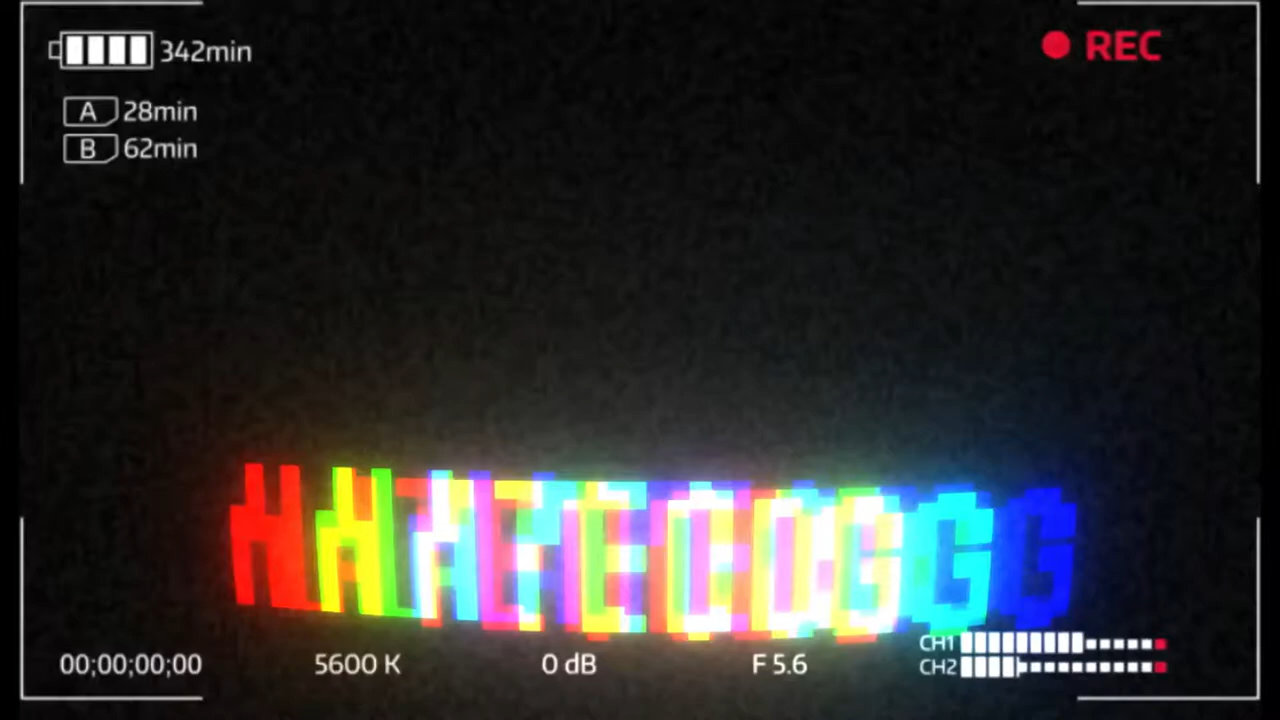 342min
REC
A 28min
B 62min
00;00;00;00
5600 K
0 dB
F 5.6
CH1
CH2